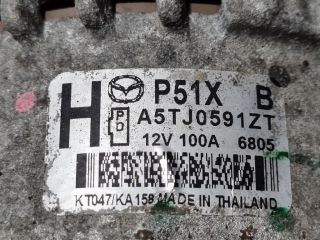 H P51X B
PD A5TJ0591ZT
12V 100A 6805
KT047/KA158 MADE IN THAILAND